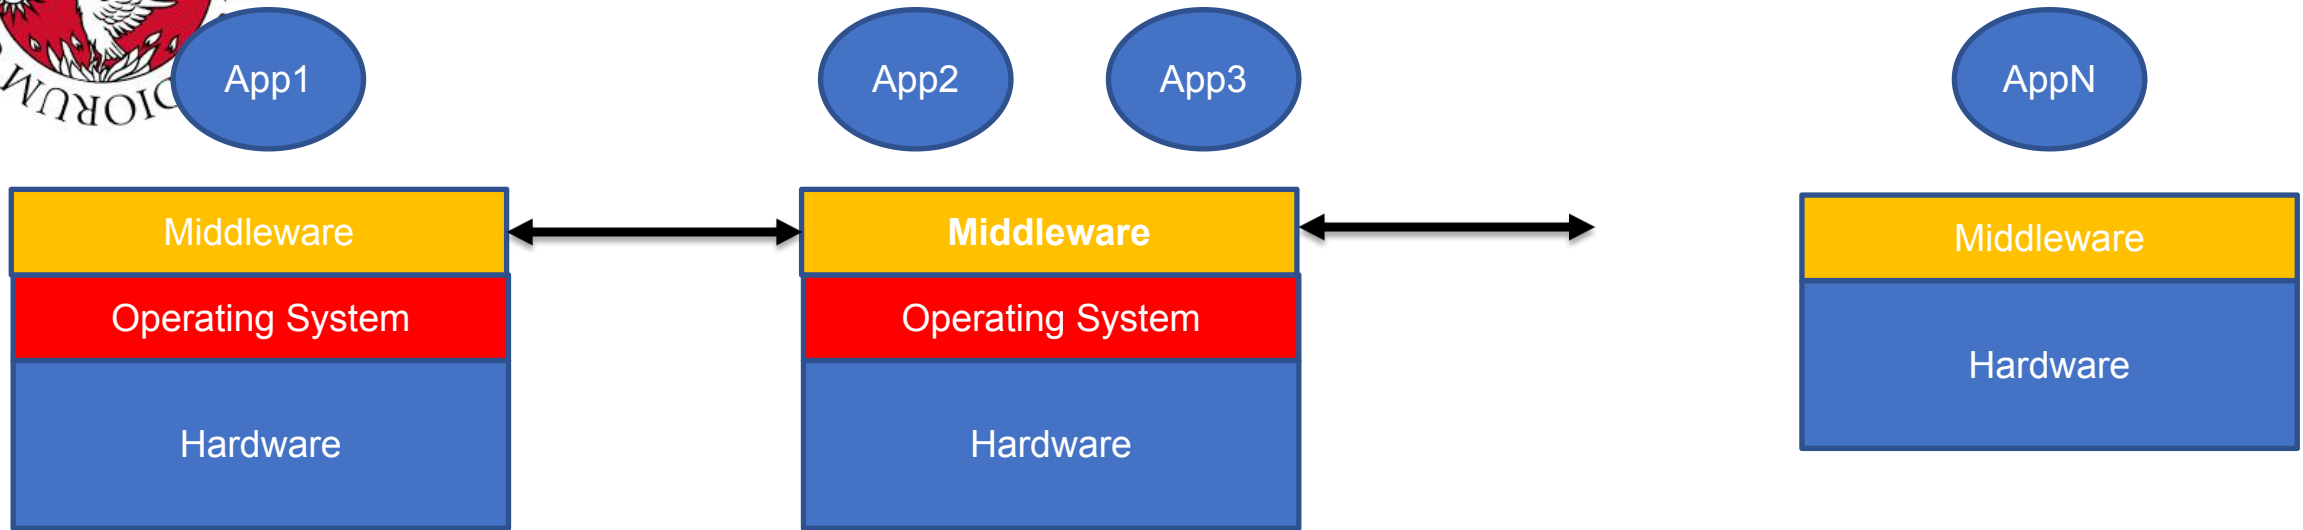 App1
App2
App3
AppN
Middleware
Middleware
Middleware
Operating System
Operating System
Hardware
Hardware
Hardware